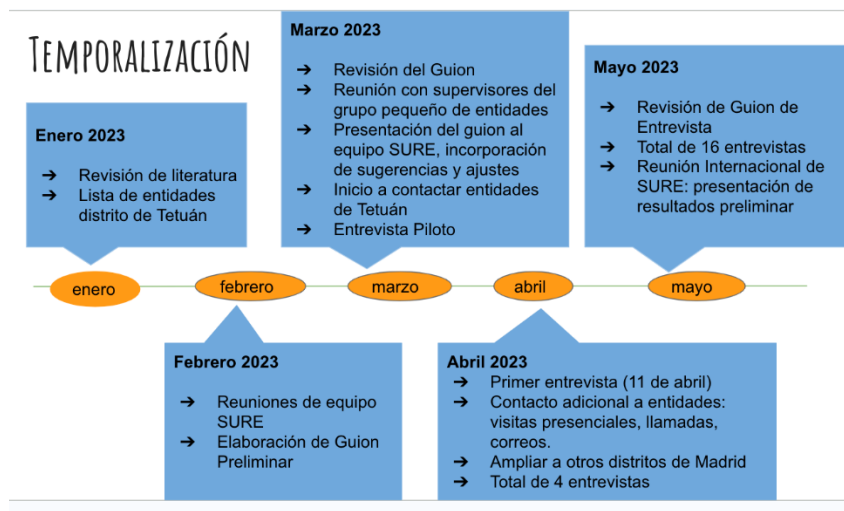 TEMPORALIZACIÓN
Enero 2023
➔ Revisión de literatura
➔ Lista de entidades
distrito de Tetuán
Marzo 2023
➔ Revisión del Guion
➔ Reunión con supervisores del
grupo pequeño de entidades
➔ Presentación del guion al
equipo SURE, incorporación
de sugerencias y ajustes
➔ Inicio a contactar entidades
de Tetuán
➔ Entrevista Piloto
Mayo 2023
➔ Revisión de Guion de
Entrevista
➔ Total de 16 entrevistas
➔ Reunión Internacional de
SURE: presentación de
resultados preliminar
enero
febrero
marzo
abril
mayo
Febrero 2023
➔ Reuniones de equipo
SURE
➔ Elaboración de Guion
Preliminar
Abril 2023
➔ Primer entrevista (11 de abril)
➔ Contacto adicional a entidades:
visitas presenciales, llamadas,
correos.
➔ Ampliar a otros distritos de Madrid
➔ Total de 4 entrevistas